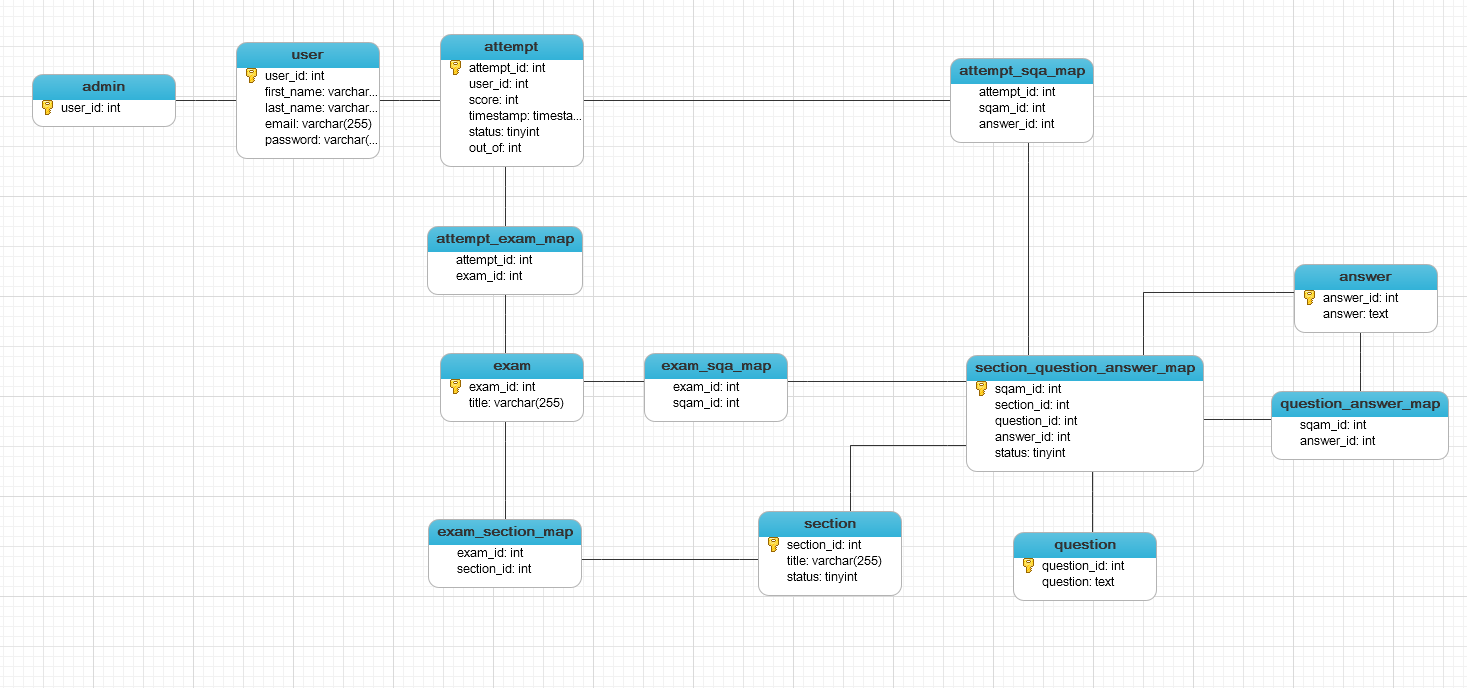 admin
user_id: int
user
user_id: int
first_name: varchar...
last_name: varchar...
email: varchar(255)
password: varchar(...
attempt
attempt_id: int
user_id: int
score: int
timestamp: timesta...
status: tinyint
out_of: int
attempt_sqa_map
attempt_id: int
sqam_id: int
answer_id: int
attempt_exam_map
attempt_id: int
exam_id: int
answer
answer_id: int
answer: text
exam
exam_id: int
title: varchar(255)
exam_sqa_map
exam_id: int
sqam_id: int
section_question_answer_map
sqam_id: int
section_id: int
question_id: int
answer_id: int
status: tinyint
question_answer_map
sqam_id: int
answer_id: int
exam_section_map
exam_id: int
section_id: int
section
section_id: int
title: varchar(255)
status: tinyint
question
question_id: int
question: text